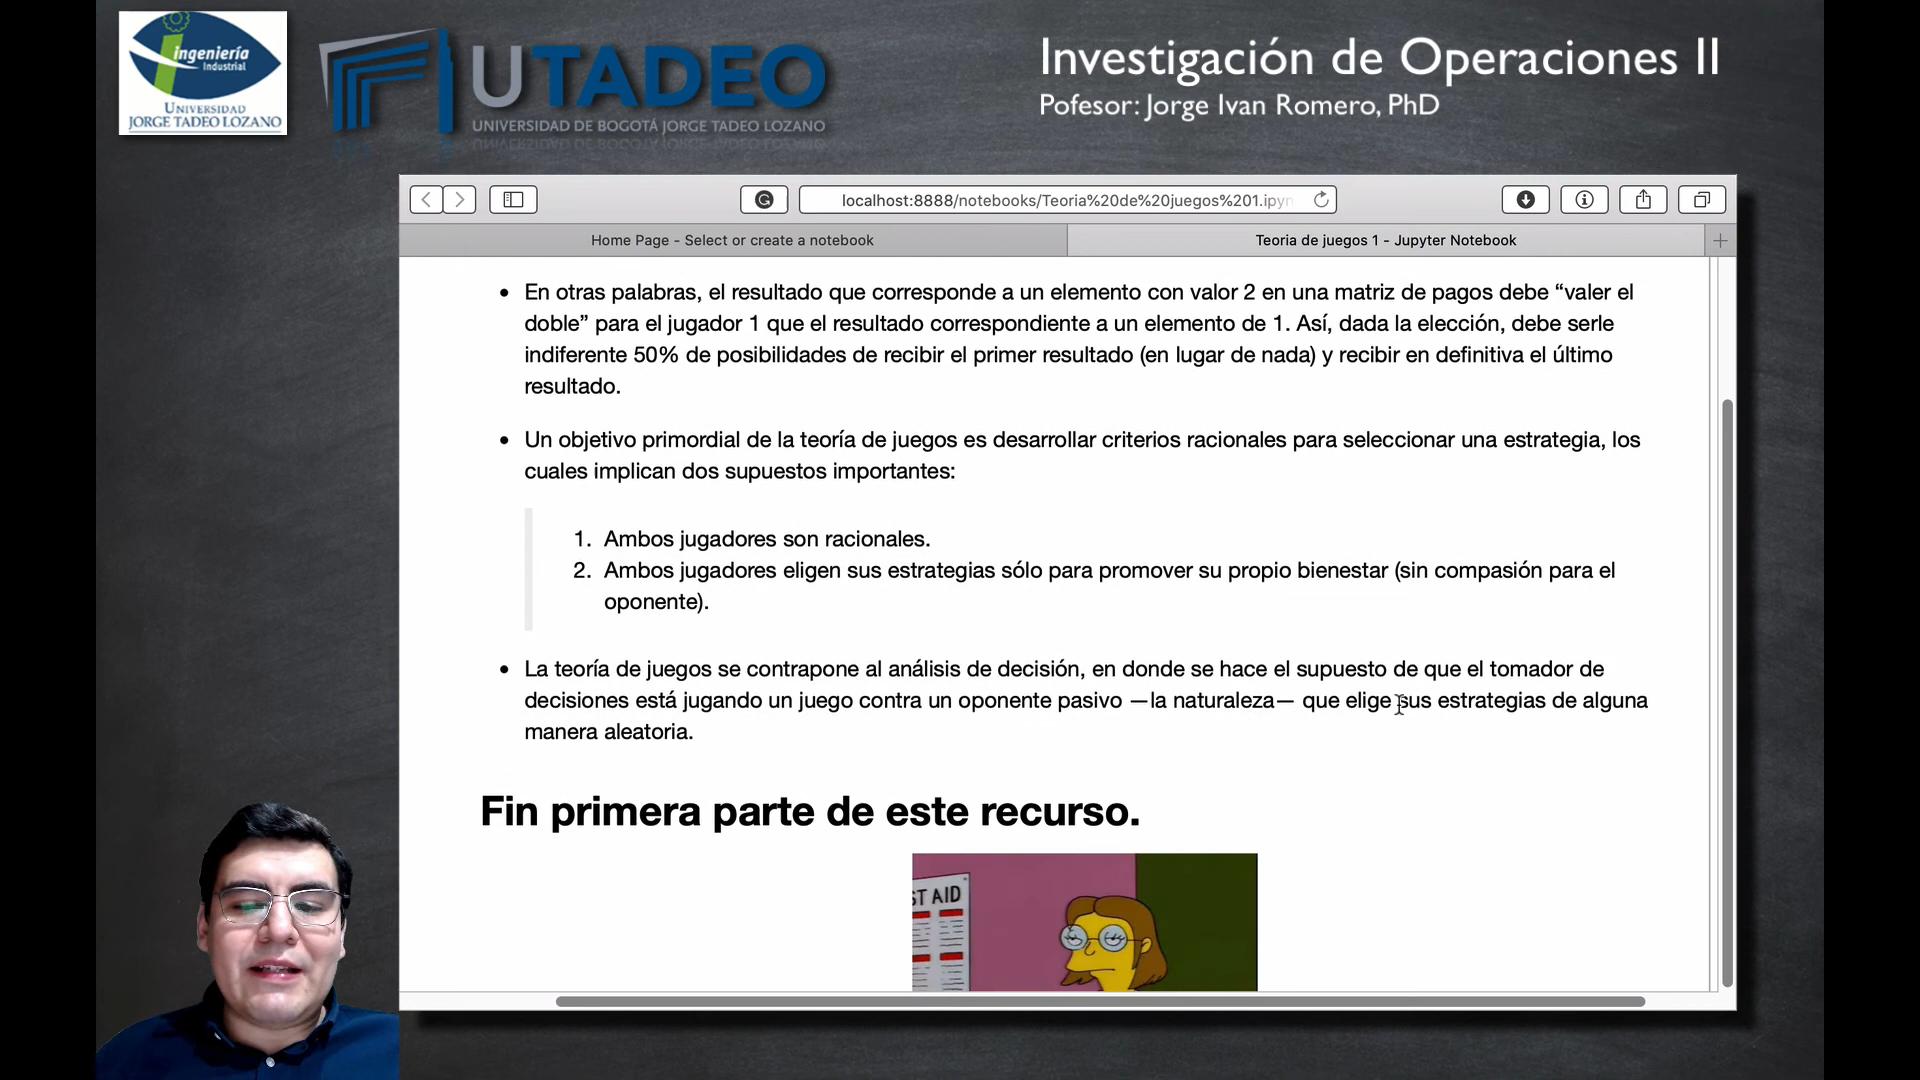 ingeniería
Industrial
UNIVERSIDAD
JORGE TADEO LOZANO
UTADEO
UNIVERSIDAD DE BOGOTÁ JORGE TADEO LOZANO
Investigación de Operaciones II
Pofesor: Jorge Ivan Romero, PhD
localhost:8888/notebooks/Teoria%20de%20juegos%201.ipyn
Home Page - Select or create a notebook
Teoria de juegos 1 - Jupyter Notebook
• En otras palabras, el resultado que corresponde a un elemento con valor 2 en una matriz de pagos debe “valer el
doble” para el jugador 1 que el resultado correspondiente a un elemento de 1. Así, dada la elección, debe serle
indiferente 50% de posibilidades de recibir el primer resultado (en lugar de nada) y recibir en definitiva el último
resultado.
• Un objetivo primordial de la teoría de juegos es desarrollar criterios racionales para seleccionar una estrategia, los
cuales implican dos supuestos importantes:
1. Ambos jugadores son racionales.
2. Ambos jugadores eligen sus estrategias sólo para promover su propio bienestar (sin compasión para el
oponente).
• La teoría de juegos se contrapone al análisis de decisión, en donde se hace el supuesto de que el tomador de
decisiones está jugando un juego contra un oponente pasivo —la naturaleza— que elige sus estrategias de alguna
manera aleatoria.
Fin primera parte de este recurso.
ST AID